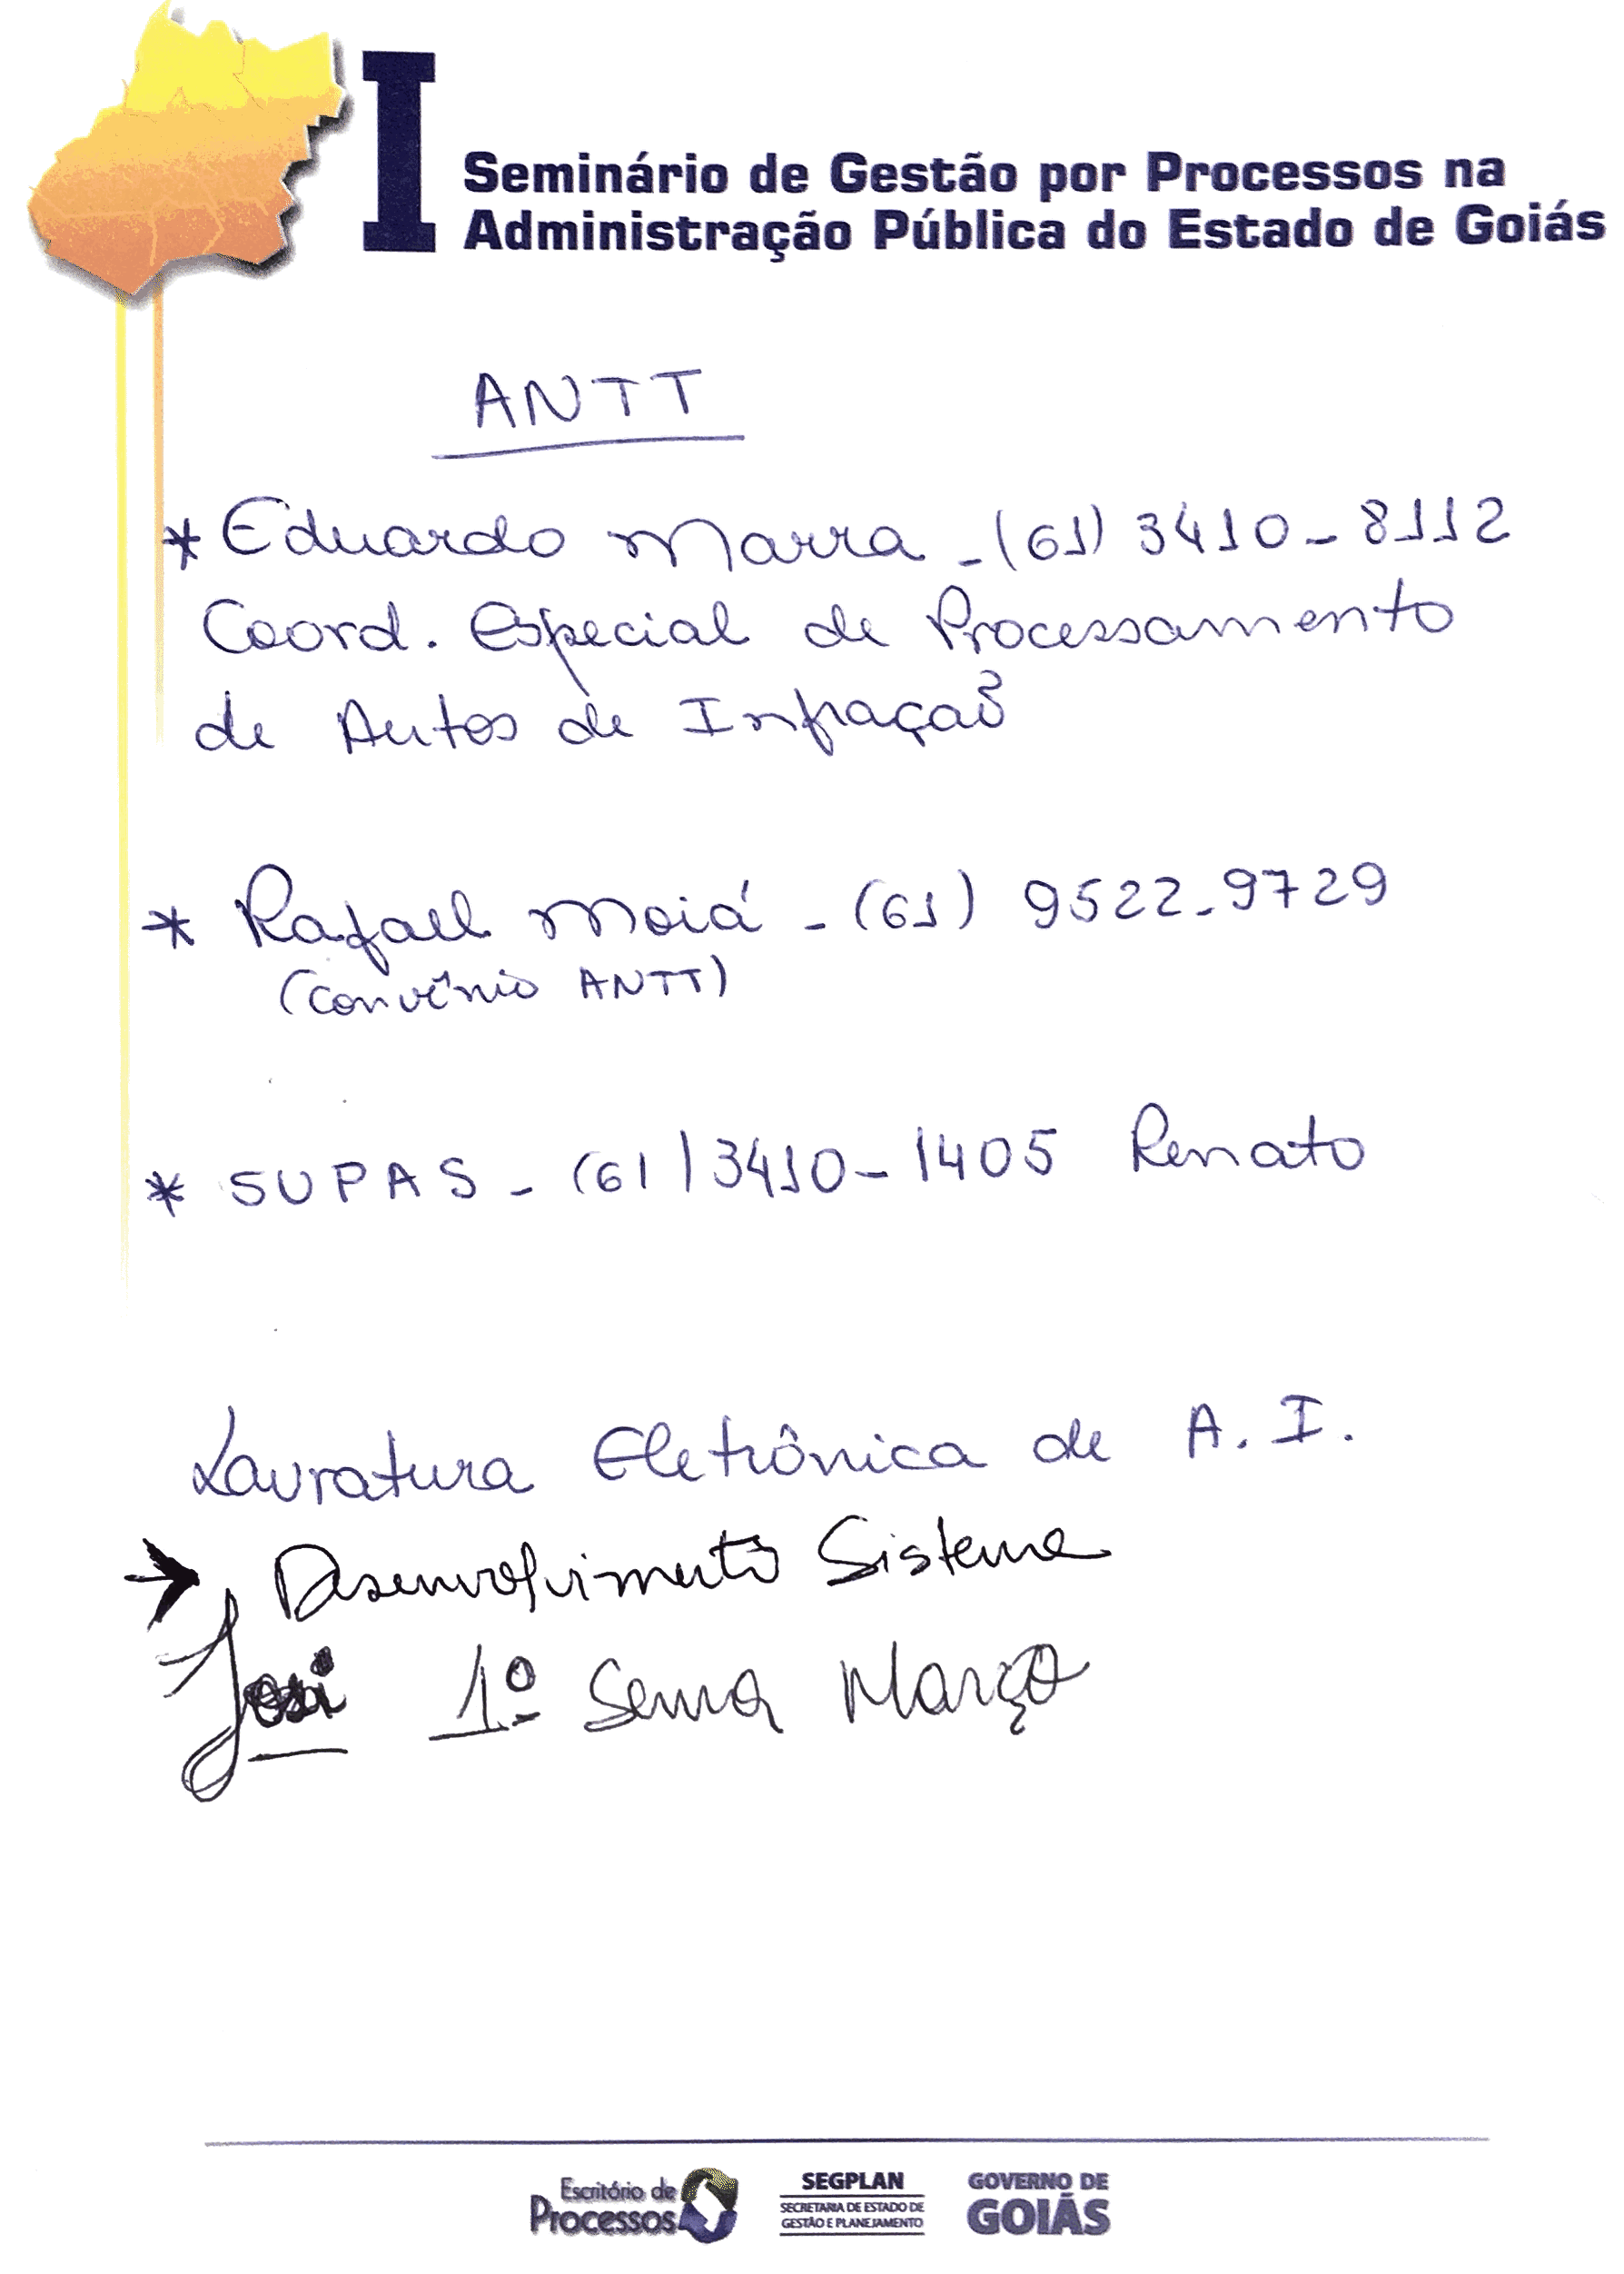 I
Seminário de Gestão por Processos na
Administração Pública do Estado de Goiás
ANTT
* Eduardo Marra - (61) 3410-8112
Coord. Especial de Processamento
de Autos de Infração
* Rafael Moiá - (61) 9522-9729
(Convênio ANTT)
* SUPAS - (61) 3410-1405 Renato
Lavratura Eletrônica de A.I.
→ Desenvolvimento Sistema
Josi 1º Sema Março
Escritório de
Processos
SEGPLAN
SECRETARIA DE ESTADO DE
GESTÃO E PLANEJAMENTO
GOVERNO DE
GOIÁS